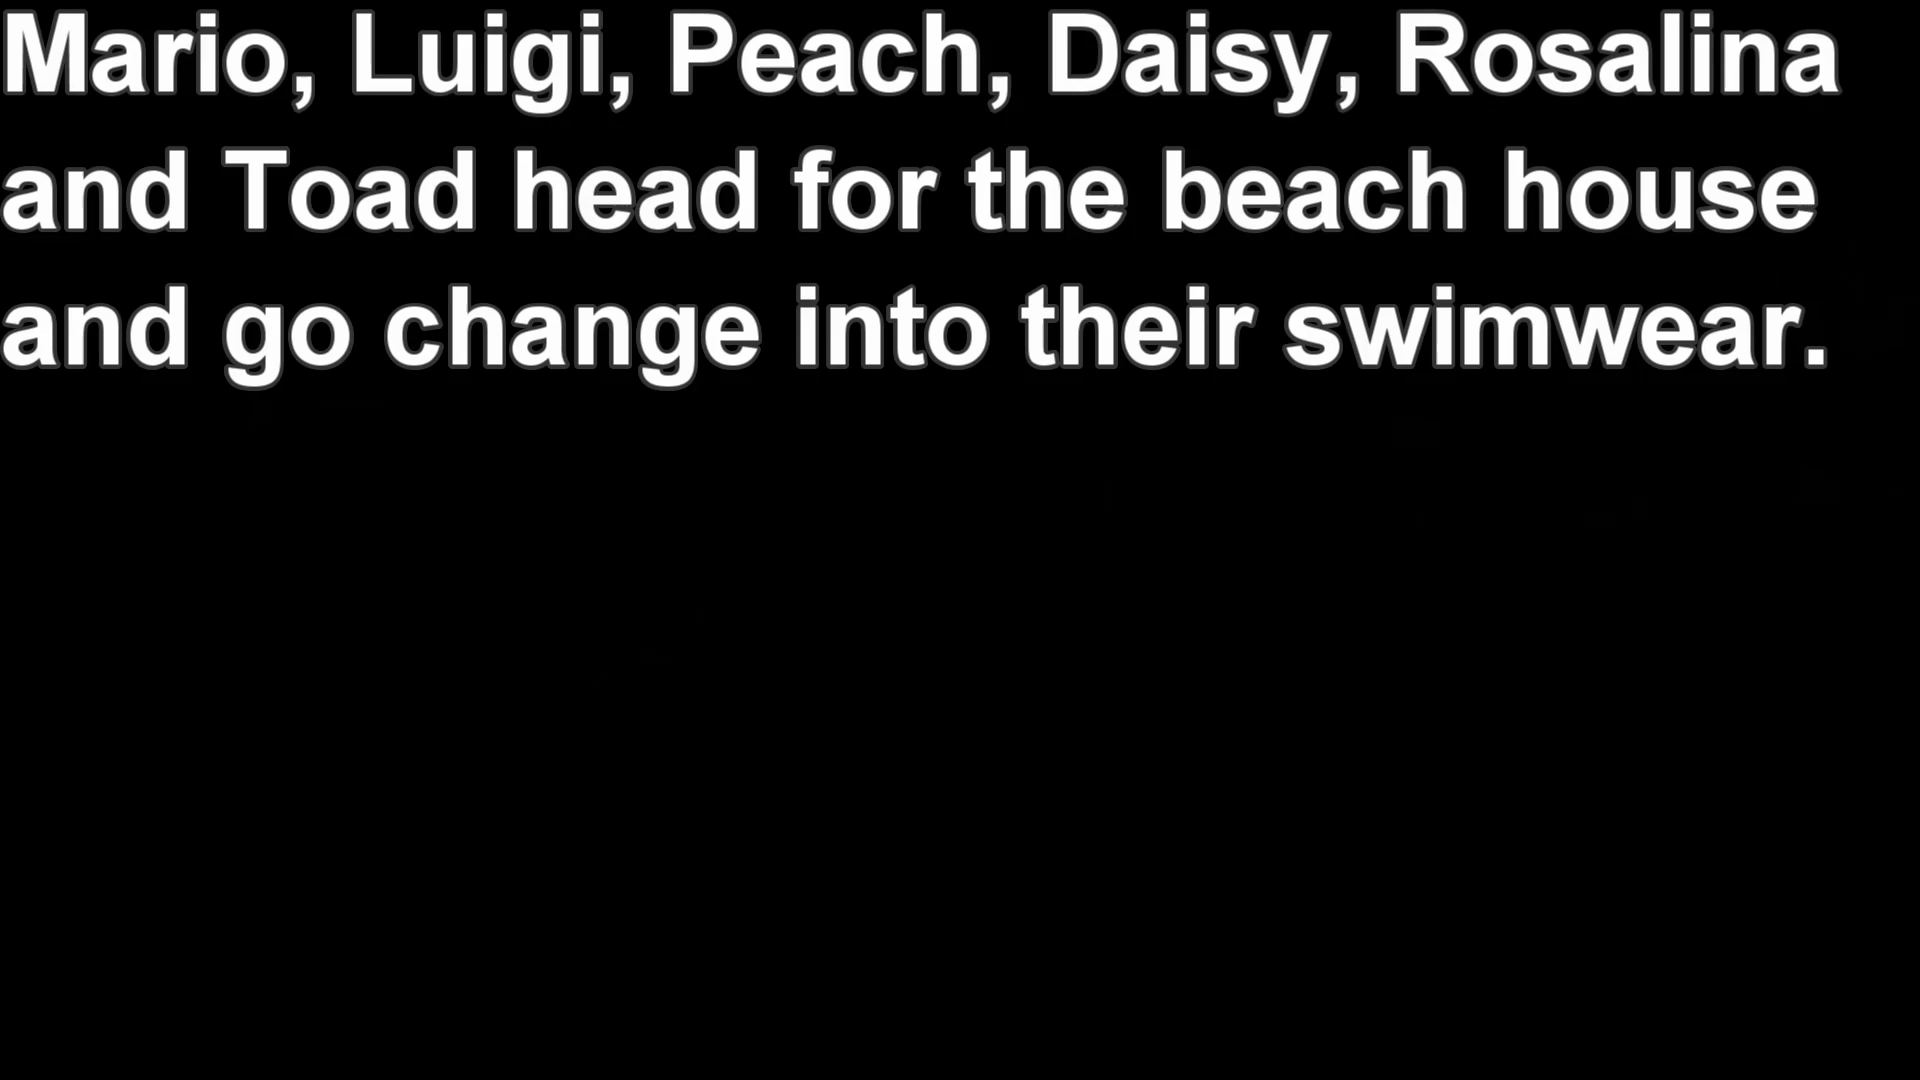 Mario, Luigi, Peach, Daisy, Rosalina
and Toad head for the beach house
and go change into their swimwear.